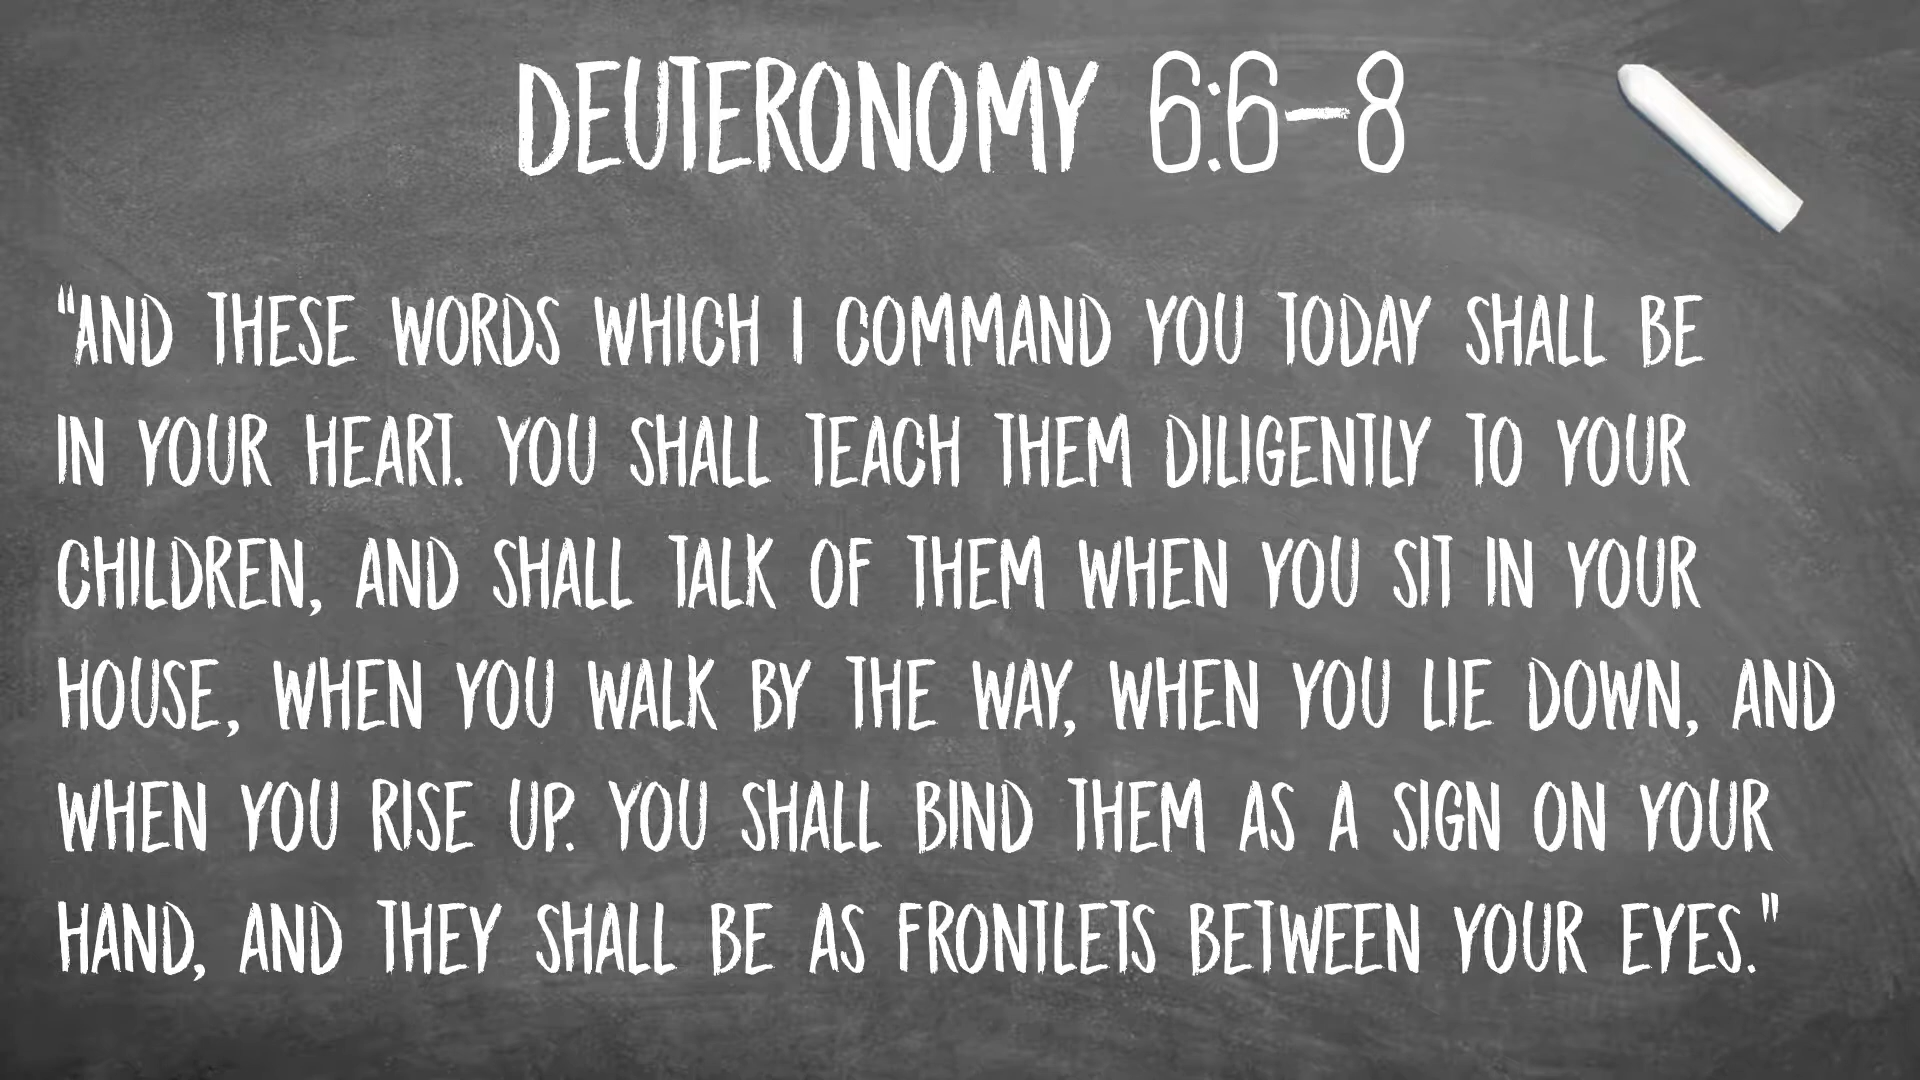 DEUTERONOMY 6:6–8
"AND THESE WORDS WHICH I COMMAND YOU TODAY SHALL BE
IN YOUR HEART. YOU SHALL TEACH THEM DILIGENTLY TO YOUR
CHILDREN, AND SHALL TALK OF THEM WHEN YOU SIT IN YOUR
HOUSE, WHEN YOU WALK BY THE WAY, WHEN YOU LIE DOWN, AND
WHEN YOU RISE UP. YOU SHALL BIND THEM AS A SIGN ON YOUR
HAND, AND THEY SHALL BE AS FRONTLETS BETWEEN YOUR EYES."